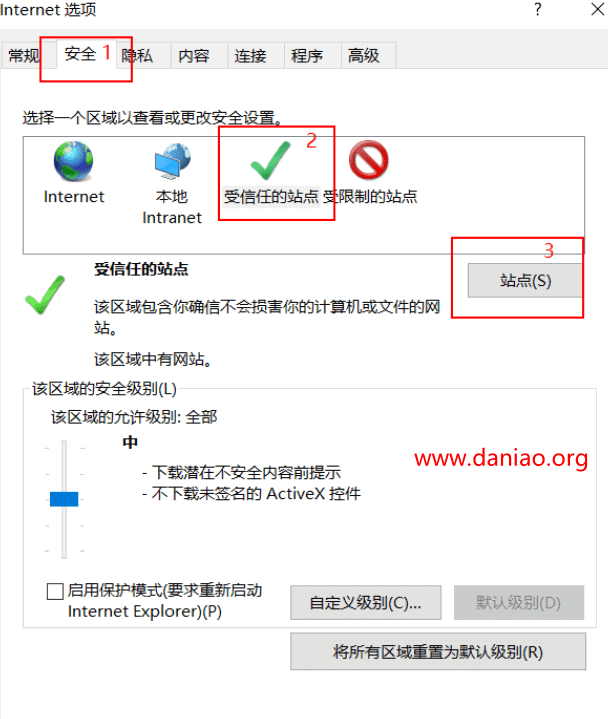 Internet 选项
?
常规 安全 1 隐私 内容 连接 程序 高级
选择一个区域以查看或更改安全设置。
2
Internet
本地
Intranet
受信任的站点
受限制的站点
受信任的站点
3
站点(S)
该区域包含你确信不会损害你的计算机或文件的网
站。
该区域中有网站。
该区域的安全级别(L)
该区域的允许级别: 全部
中
- 下载潜在不安全内容前提示
- 不下载未签名的 ActiveX 控件
www.daniao.org
启用保护模式(要求重新启动
Internet Explorer)(P)
自定义级别(C)...
默认级别(D)
将所有区域重置为默认级别(R)